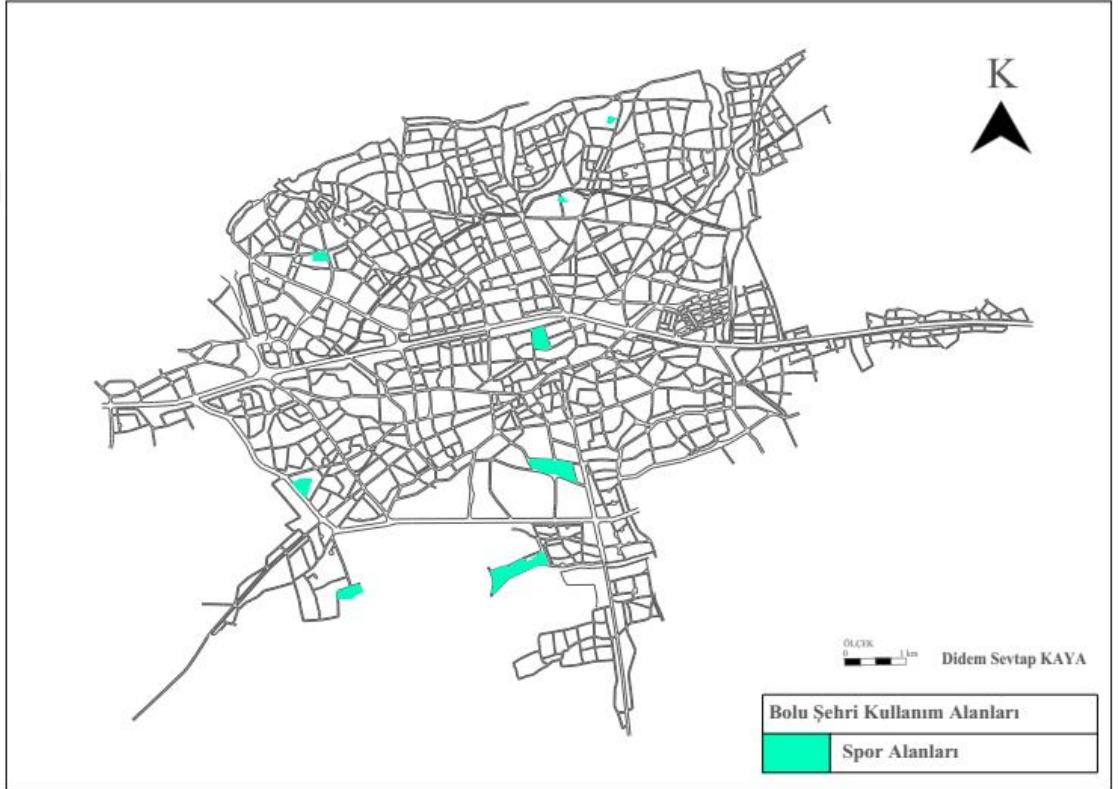 K
ÖLÇEK
0 1 km
Didem Sevtap KAYA
Bolu Şehri Kullanım Alanları
Spor Alanları